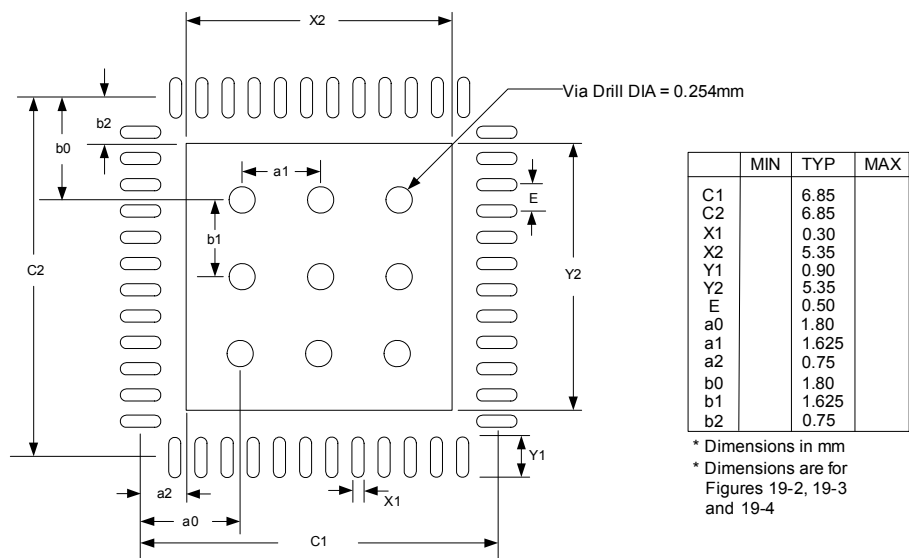 X2
Via Drill DIA = 0.254mm
b2
b0
a1
E
b1
C2
Y2
Y1
X1
a2
a0
C1
MIN TYP MAX
C1 6.85
C2 6.85
X1 0.30
X2 5.35
Y1 0.90
Y2 5.35
E 0.50
a0 1.80
a1 1.625
a2 0.75
b0 1.80
b1 1.625
b2 0.75
* Dimensions in mm
* Dimensions are for
Figures 19-2, 19-3
and 19-4